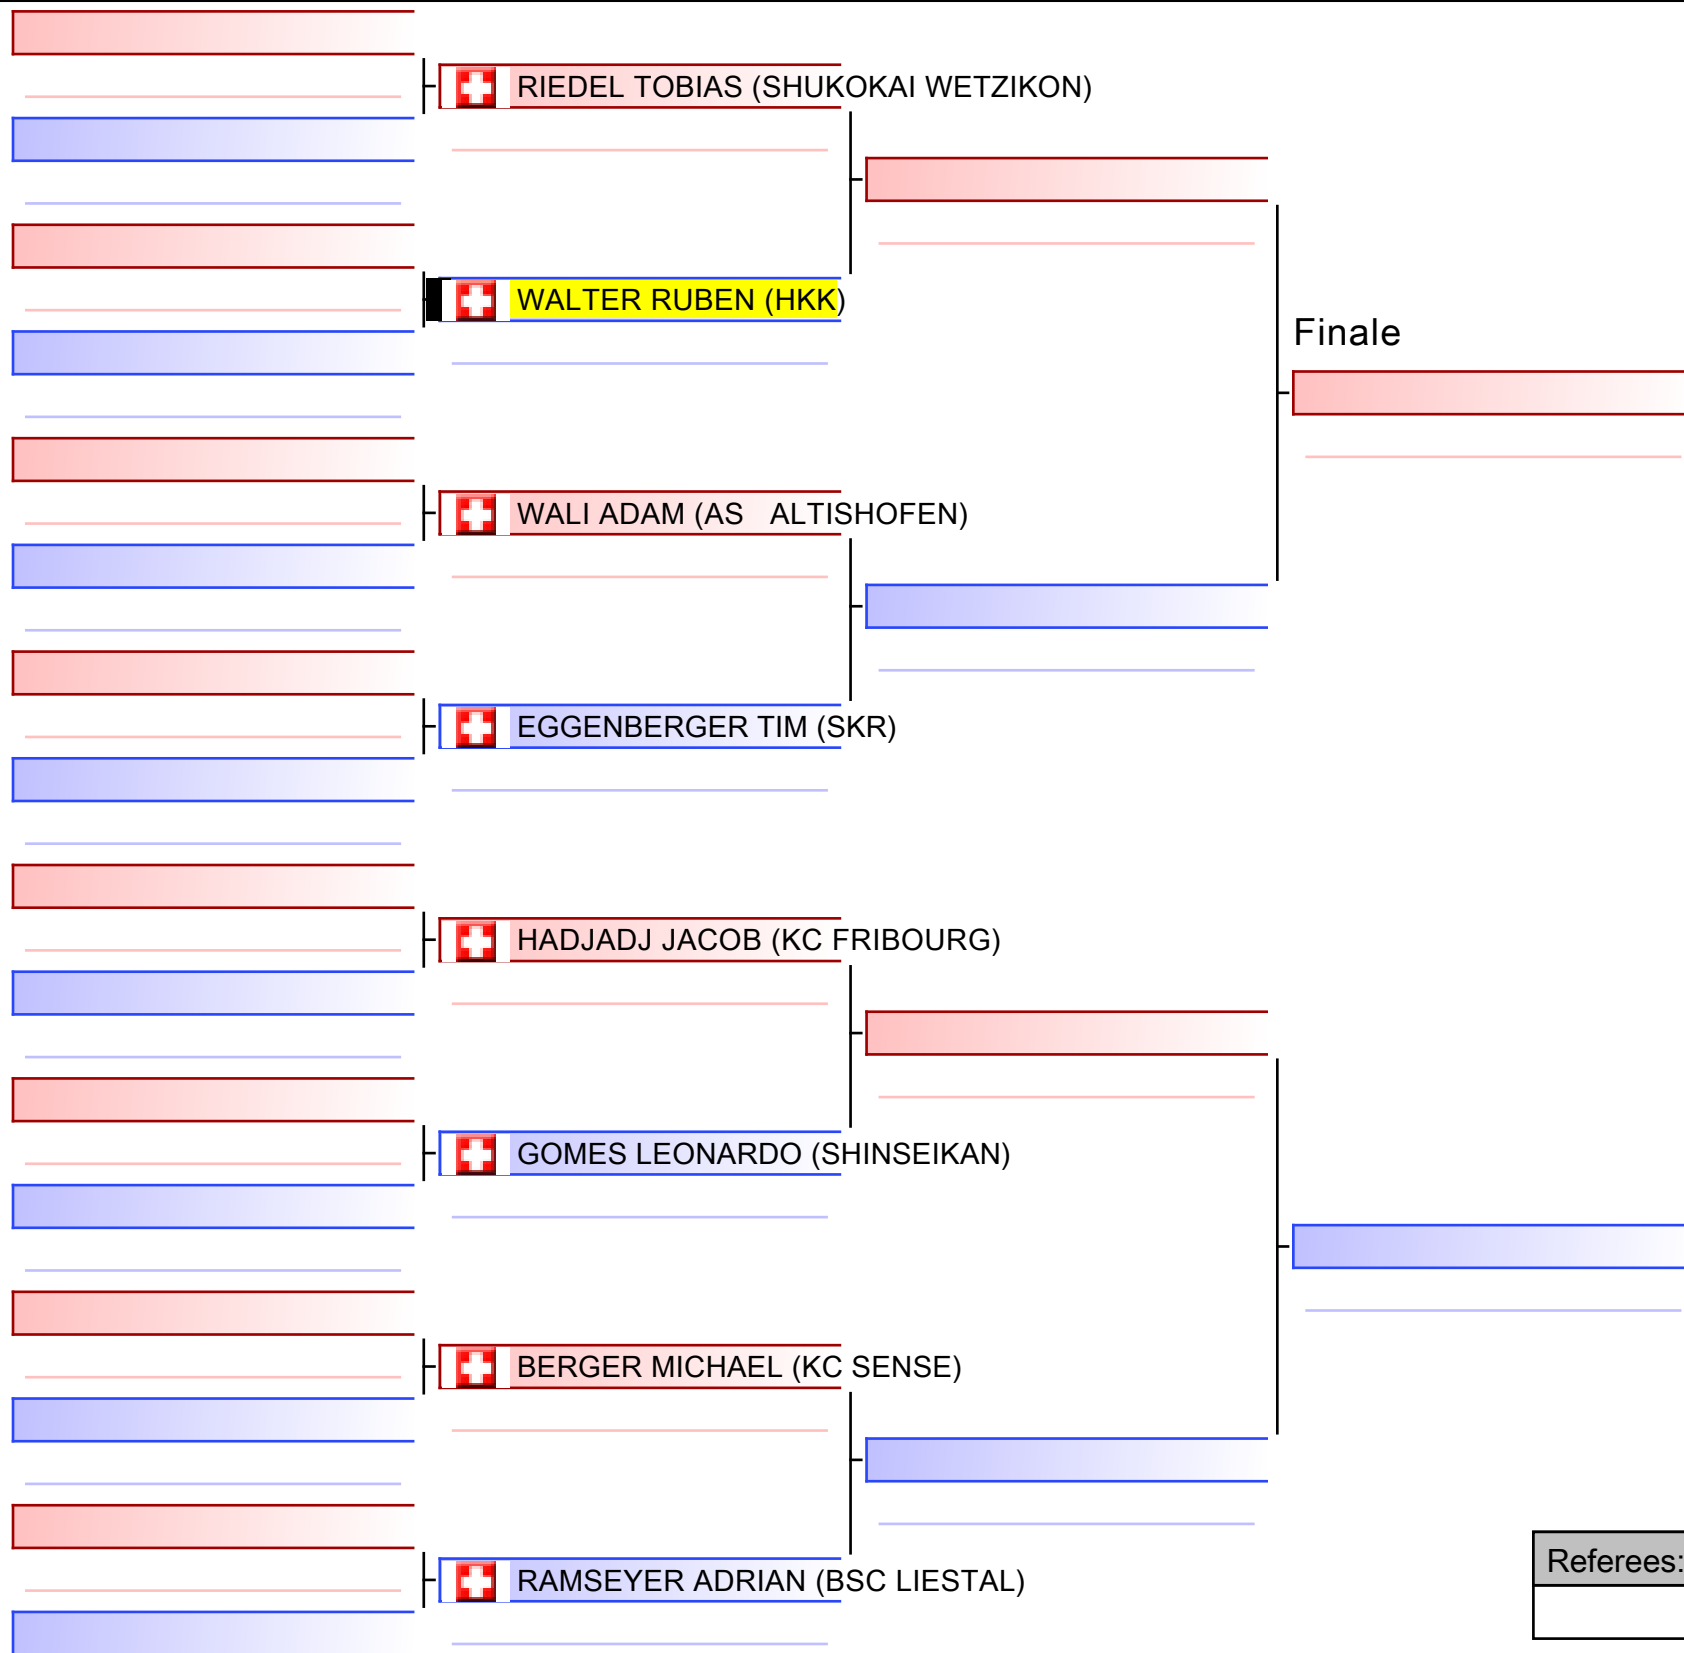 RIEDEL TOBIAS (SHUKOKAI WETZIKON)
WALTER RUBEN (HKK)
Finale
WALI ADAM (AS ALTISHOFEN)
EGGENBERGER TIM (SKR)
HADJADJ JACOB (KC FRIBOURG)
GOMES LEONARDO (SHINSEIKAN)
BERGER MICHAEL (KC SENSE)
RAMSEYER ADRIAN (BSC LIESTAL)
Referees: